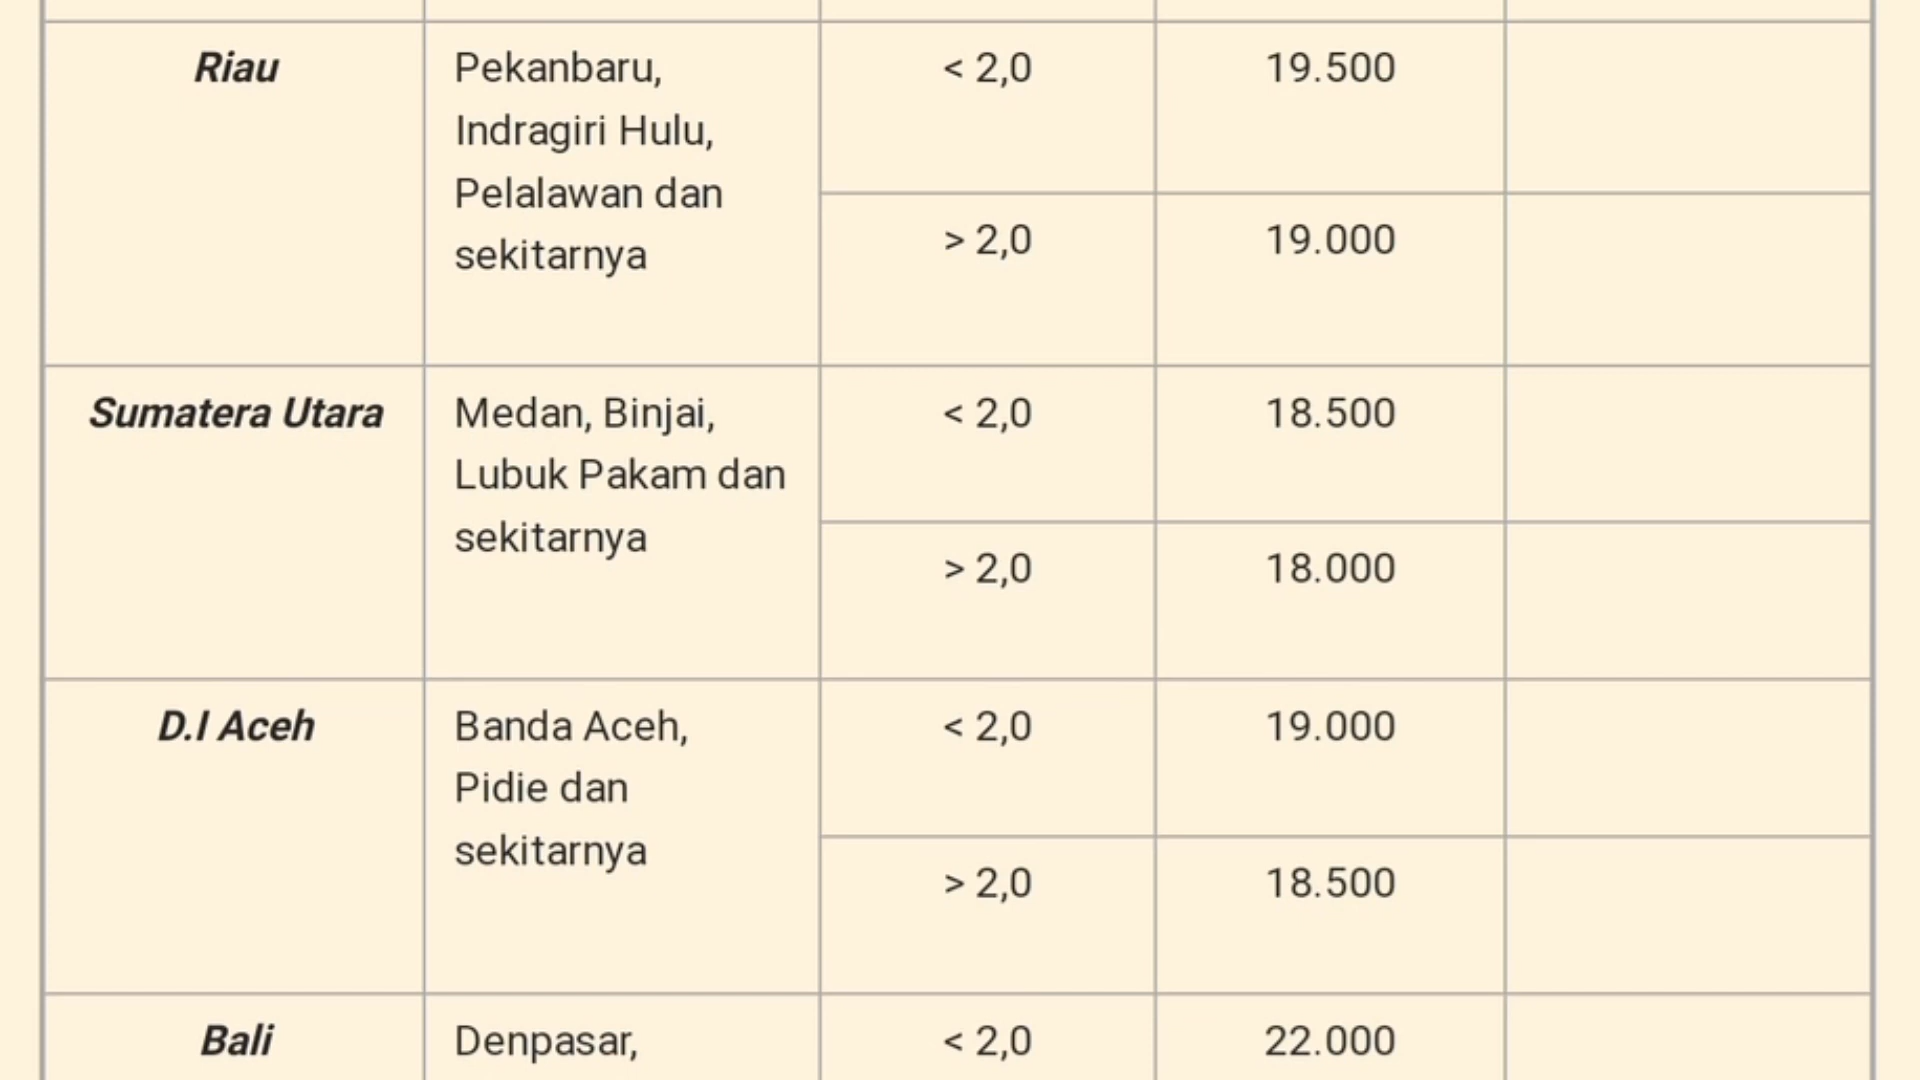 Riau
Pekanbaru,
Indragiri Hulu,
Pelalawan dan
sekitarnya
< 2,0
19.500
> 2,0
19.000
Sumatera Utara
Medan, Binjai,
Lubuk Pakam dan
sekitarnya
< 2,0
18.500
> 2,0
18.000
D.I Aceh
Banda Aceh,
Pidie dan
sekitarnya
< 2,0
19.000
> 2,0
18.500
Bali
Denpasar,
< 2,0
22.000